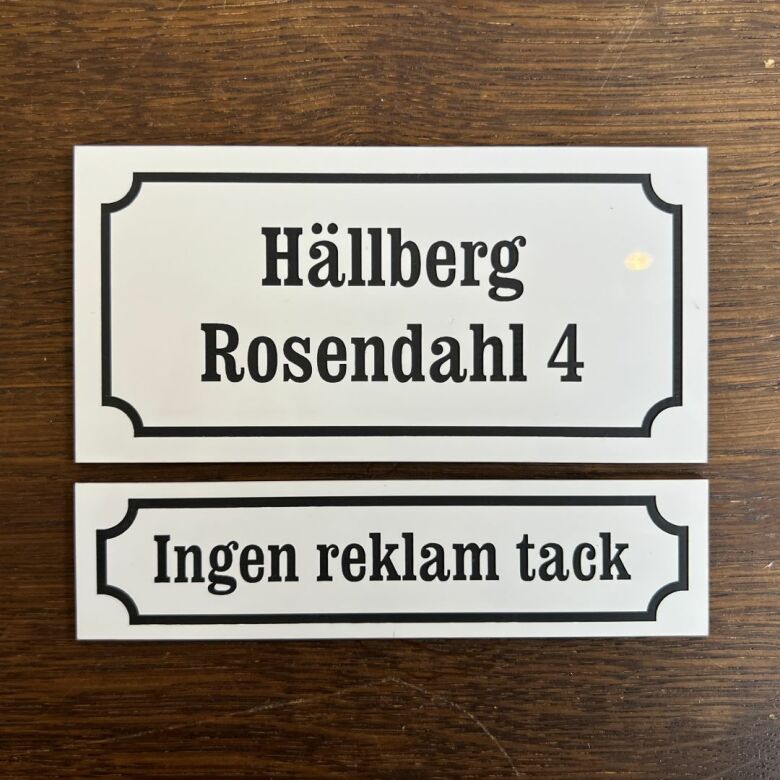 Hällberg
Rosendahl 4
Ingen reklam tack